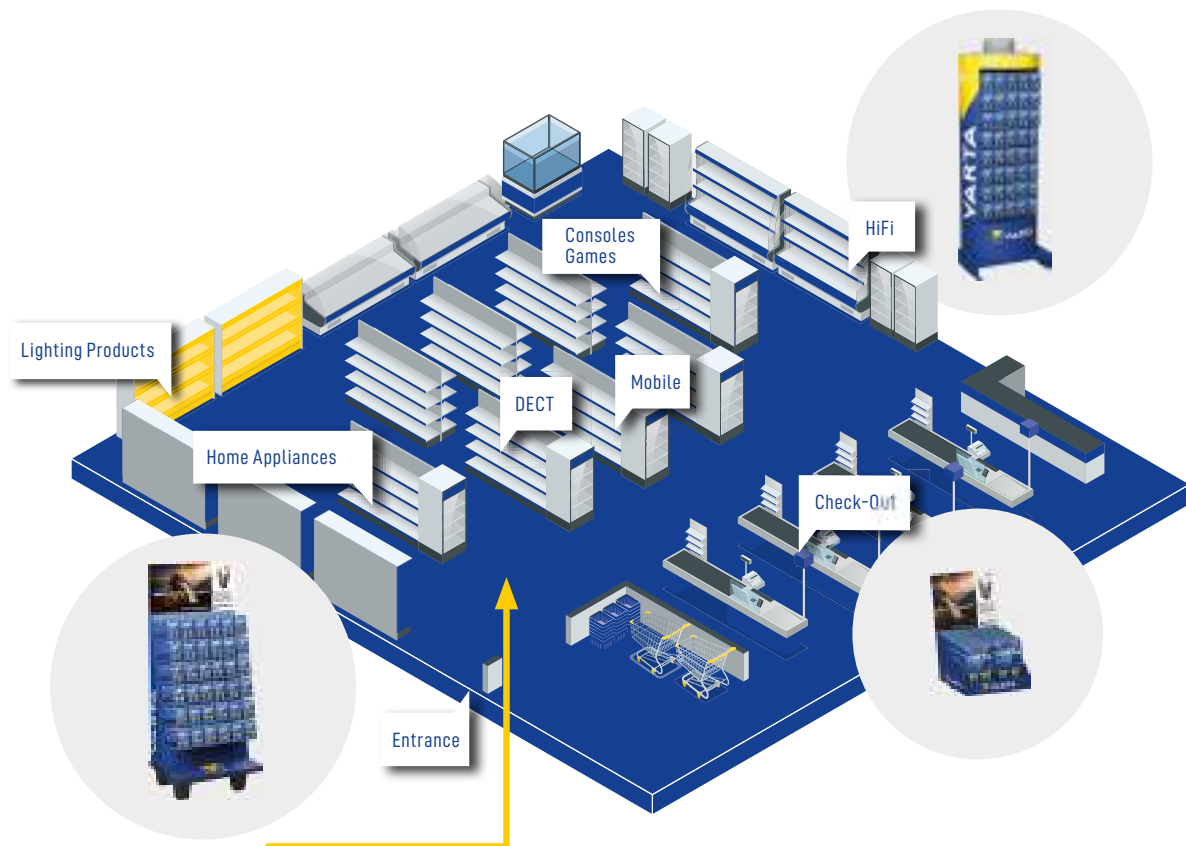 VARTA
HiFi
Consoles
Games
Lighting Products
Mobile
DECT
Home Appliances
Check-Out
Entrance